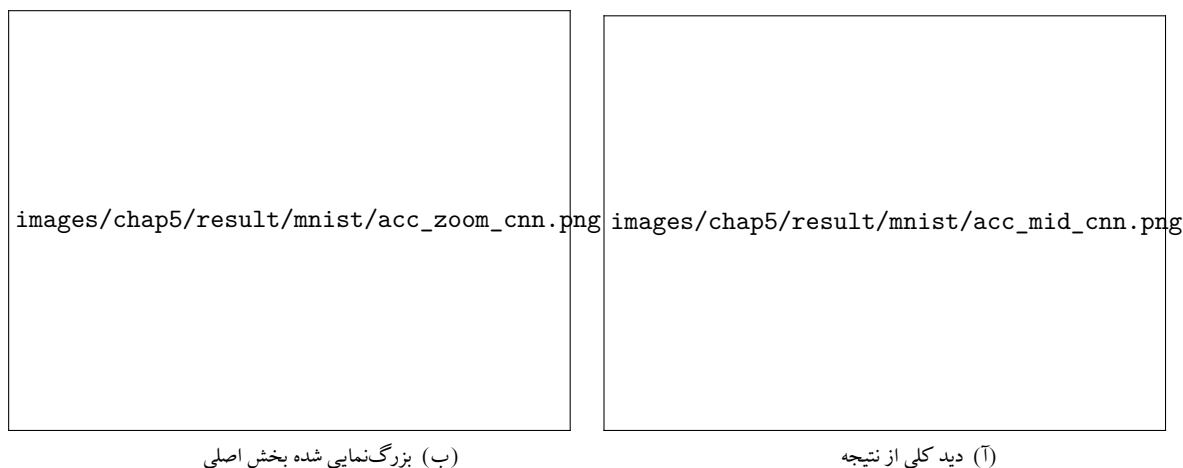 images/chap5/result/mnist/acc_mid_cnn.png
images/chap5/result/mnist/acc_zoom_cnn.png
(آ) دید کلی از نتیجه
(ب) بزرگ‌نمایی شده بخش اصلی